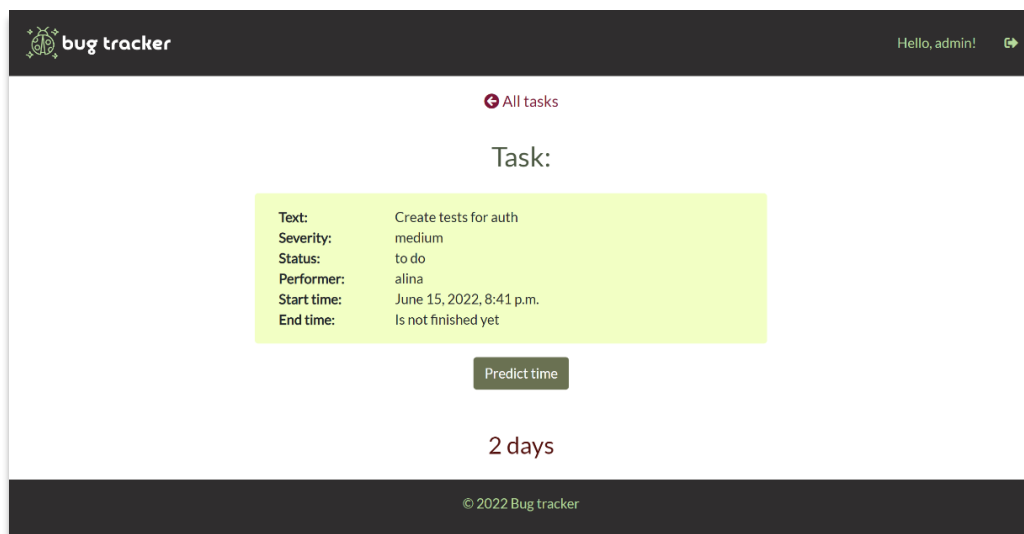 bug tracker
Hello, admin!
All tasks
Task:
Text: Create tests for auth
Severity: medium
Status: to do
Performer: alina
Start time: June 15, 2022, 8:41 p.m.
End time: Is not finished yet
Predict time
2 days
© 2022 Bug tracker